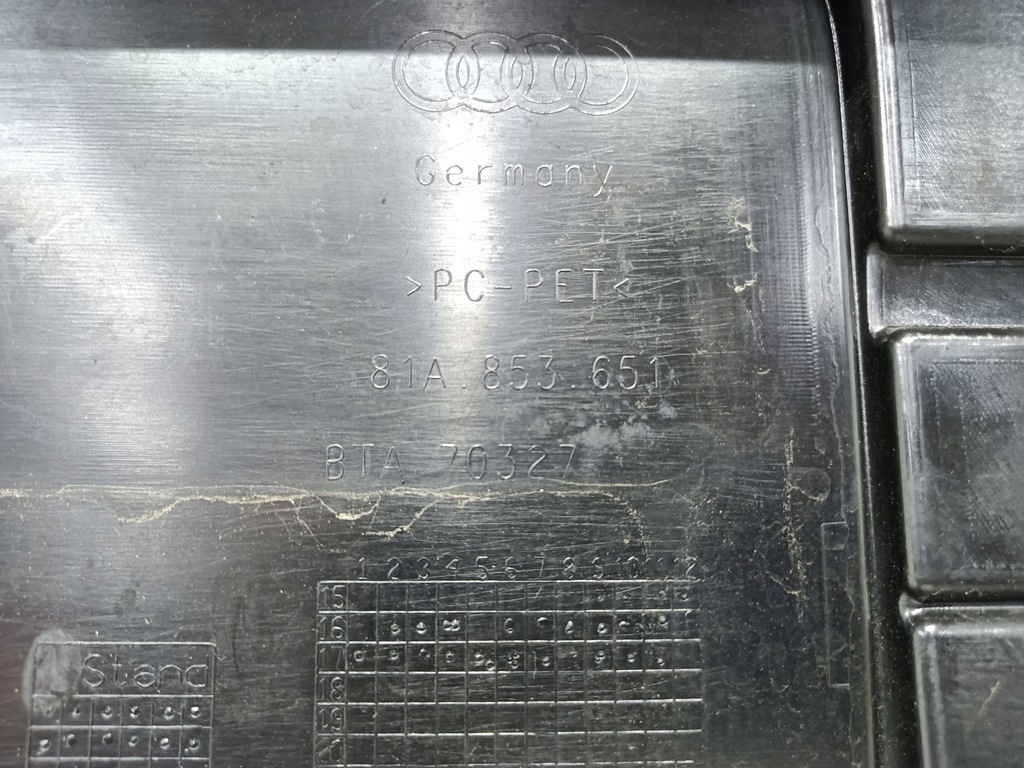 Germany
>PC-PET<
81A.853.651
BTA 70327
1 2 3 4 5 6 7 8 9 10 11 12
15
16
17
18
19
Stand